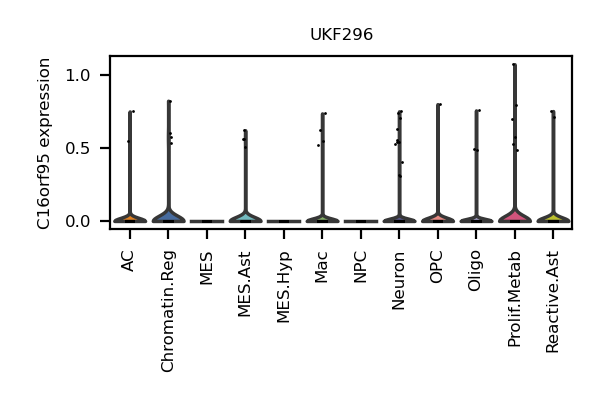 UKF296
C16orf95 expression
1.0
0.5
0.0
AC
Chromatin.Reg
MES
MES.Ast
MES.Hyp
Mac
NPC
Neuron
OPC
Oligo
Prolif.Metab
Reactive.Ast